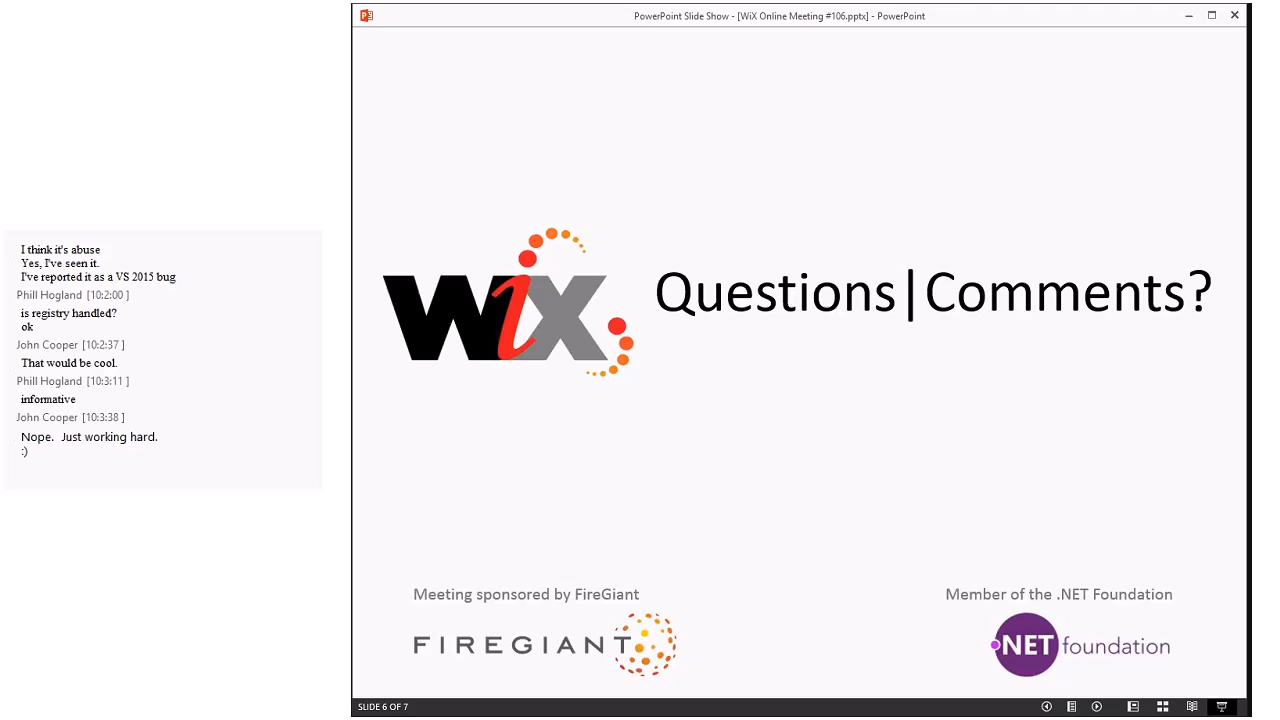 I think it's abuse
Yes, I've seen it.
I've reported it as a VS 2015 bug
Phill Hogland [10:2:00 ]
is registry handled?
ok
John Cooper [10:2:37 ]
That would be cool.
Phill Hogland [10:3:11 ]
informative
John Cooper [10:3:38 ]
Nope.  Just working hard.
:)
PowerPoint Slide Show - [WiX Online Meeting #106.pptx] - PowerPoint
WiX
Questions|Comments?
Meeting sponsored by FireGiant
FIREGIANT
Member of the .NET Foundation
.NET foundation
SLIDE 6 OF 7